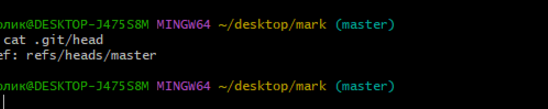 олик@DESKTOP-J475S8M MINGW64 ~/desktop/mark (master)
cat .git/head
ef: refs/heads/master
олик@DESKTOP-J475S8M MINGW64 ~/desktop/mark (master)